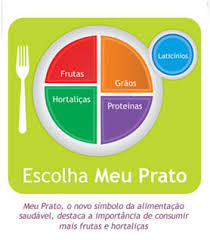 Frutas
Grãos
Laticínios
Hortaliças
Proteínas
Escolha Meu Prato
Meu Prato, o novo símbolo da alimentação
saudável, destaca a importância de consumir
mais frutas e hortaliças